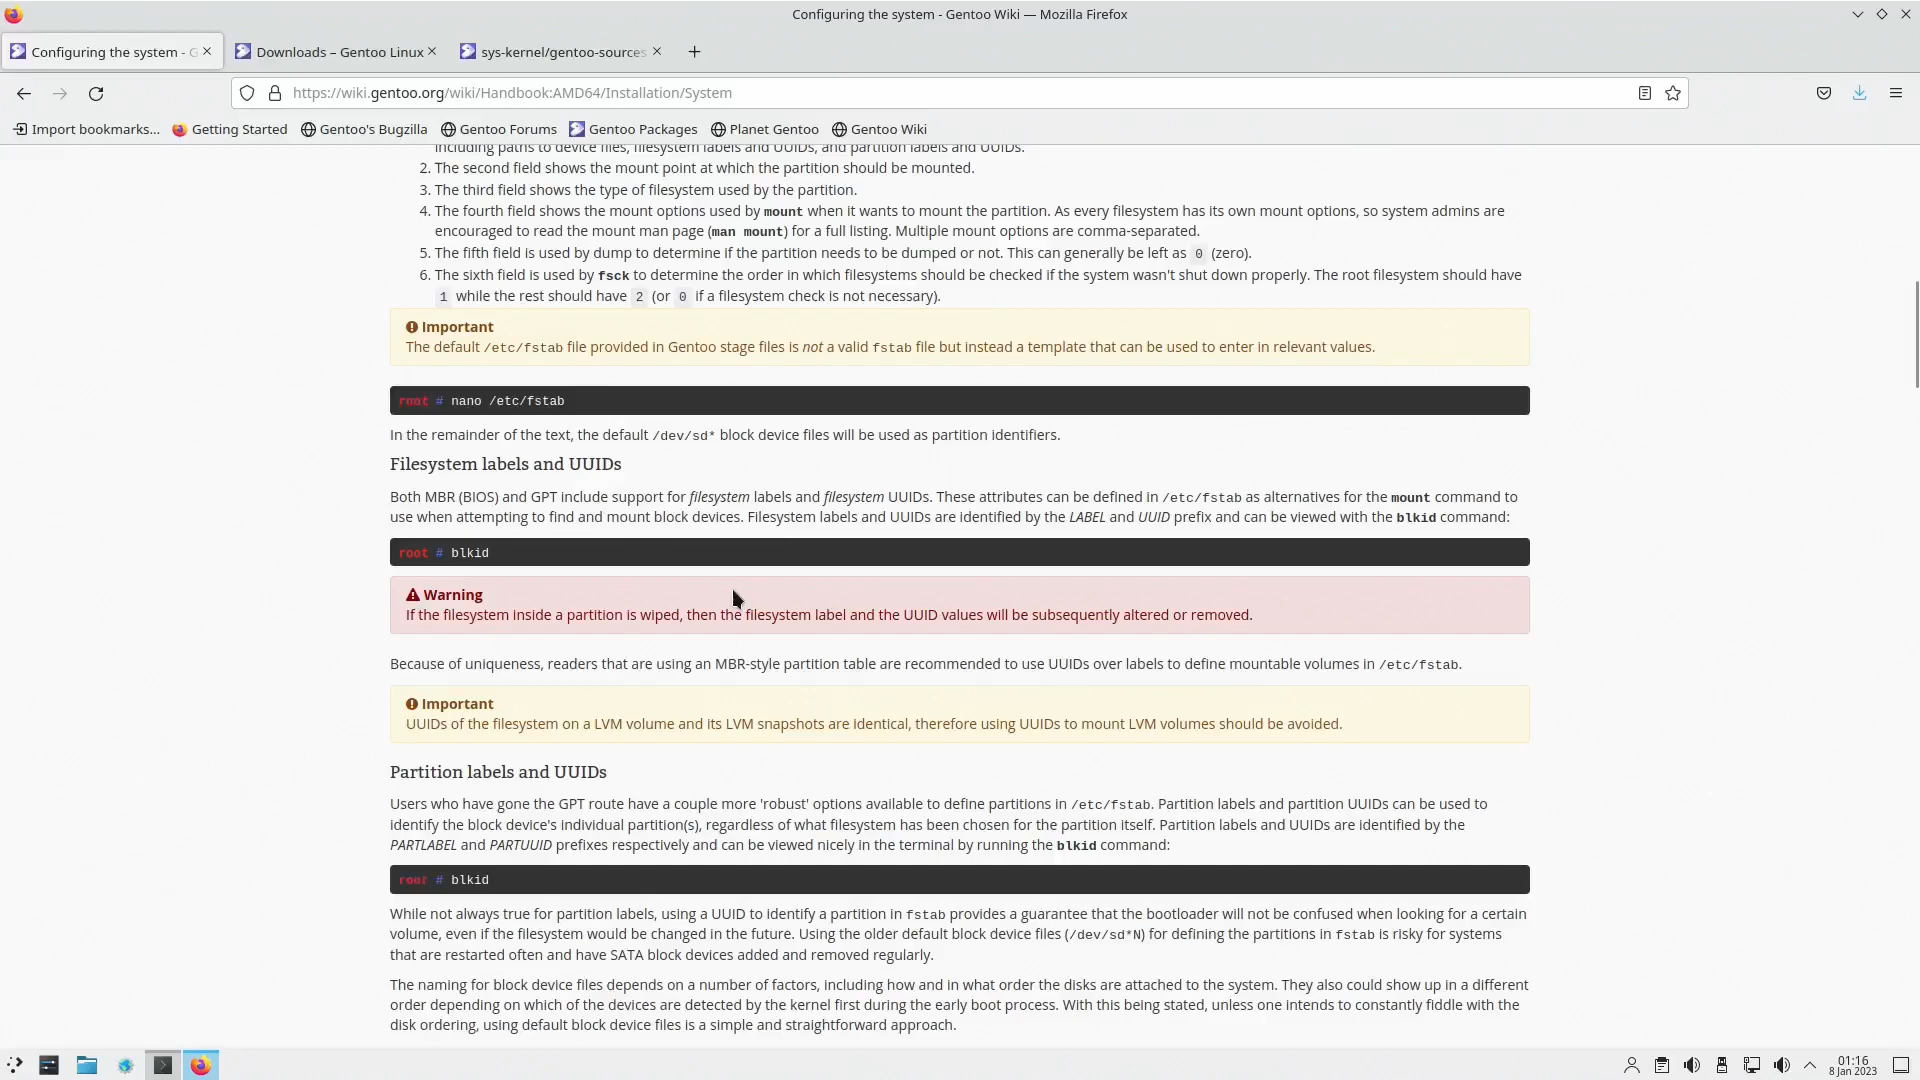 Configuring the system - Gentoo Wiki — Mozilla Firefox
Configuring the system - G
Downloads – Gentoo Linux
sys-kernel/gentoo-sources
https://wiki.gentoo.org/wiki/Handbook:AMD64/Installation/System
Import bookmarks... Getting Started Gentoo's Bugzilla Gentoo Forums Gentoo Packages Planet Gentoo Gentoo Wiki
including paths to device files, filesystem labels and UUIDs, and partition labels and UUIDs.
2. The second field shows the mount point at which the partition should be mounted.
3. The third field shows the type of filesystem used by the partition.
4. The fourth field shows the mount options used by mount when it wants to mount the partition. As every filesystem has its own mount options, so system admins are
encouraged to read the mount man page (man mount) for a full listing. Multiple mount options are comma-separated.
5. The fifth field is used by dump to determine if the partition needs to be dumped or not. This can generally be left as 0 (zero).
6. The sixth field is used by fsck to determine the order in which filesystems should be checked if the system wasn't shut down properly. The root filesystem should have
1 while the rest should have 2 (or 0 if a filesystem check is not necessary).
Important
The default /etc/fstab file provided in Gentoo stage files is not a valid fstab file but instead a template that can be used to enter in relevant values.
root # nano /etc/fstab
In the remainder of the text, the default /dev/sd* block device files will be used as partition identifiers.
Filesystem labels and UUIDs
Both MBR (BIOS) and GPT include support for filesystem labels and filesystem UUIDs. These attributes can be defined in /etc/fstab as alternatives for the mount command to
use when attempting to find and mount block devices. Filesystem labels and UUIDs are identified by the LABEL and UUID prefix and can be viewed with the blkid command:
root # blkid
Warning
If the filesystem inside a partition is wiped, then the filesystem label and the UUID values will be subsequently altered or removed.
Because of uniqueness, readers that are using an MBR-style partition table are recommended to use UUIDs over labels to define mountable volumes in /etc/fstab.
Important
UUIDs of the filesystem on a LVM volume and its LVM snapshots are identical, therefore using UUIDs to mount LVM volumes should be avoided.
Partition labels and UUIDs
Users who have gone the GPT route have a couple more 'robust' options available to define partitions in /etc/fstab. Partition labels and partition UUIDs can be used to
identify the block device's individual partition(s), regardless of what filesystem has been chosen for the partition itself. Partition labels and UUIDs are identified by the
PARTLABEL and PARTUUID prefixes respectively and can be viewed nicely in the terminal by running the blkid command:
root # blkid
While not always true for partition labels, using a UUID to identify a partition in fstab provides a guarantee that the bootloader will not be confused when looking for a certain
volume, even if the filesystem would be changed in the future. Using the older default block device files (/dev/sd*N) for defining the partitions in fstab is risky for systems
that are restarted often and have SATA block devices added and removed regularly.
The naming for block device files depends on a number of factors, including how and in what order the disks are attached to the system. They also could show up in a different
order depending on which of the devices are detected by the kernel first during the early boot process. With this being stated, unless one intends to constantly fiddle with the
disk ordering, using default block device files is a simple and straightforward approach.
01:16
8 Jan 2023